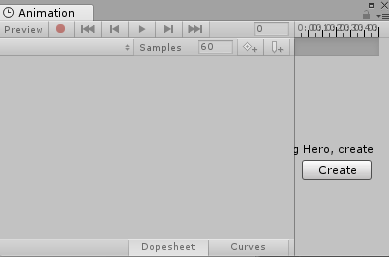 Animation
Preview 0
Samples 60
g Hero, create
Create
Dopesheet Curves